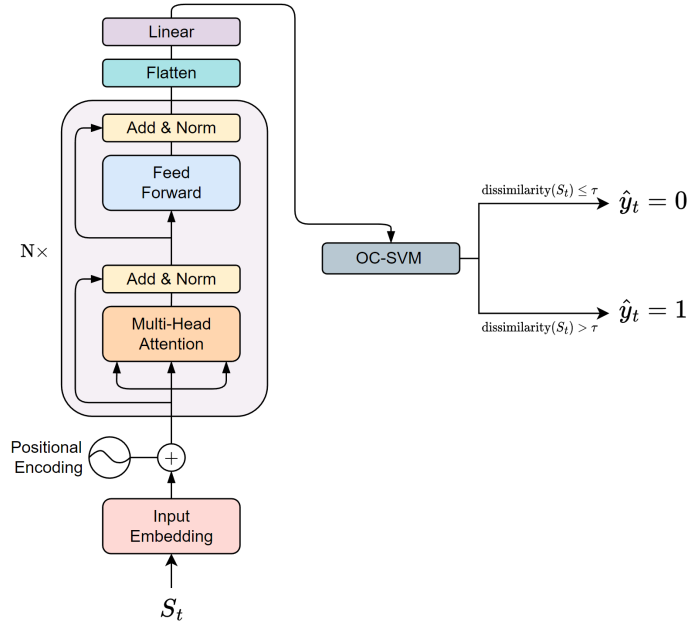 Linear
Flatten
Add & Norm
Feed
Forward
N×
Add & Norm
Multi-Head
Attention
Positional
Encoding
+
Input
Embedding
S_t
OC-SVM
dissimilarity(S_t) ≤ τ
ŷ_t = 0
dissimilarity(S_t) > τ
ŷ_t = 1